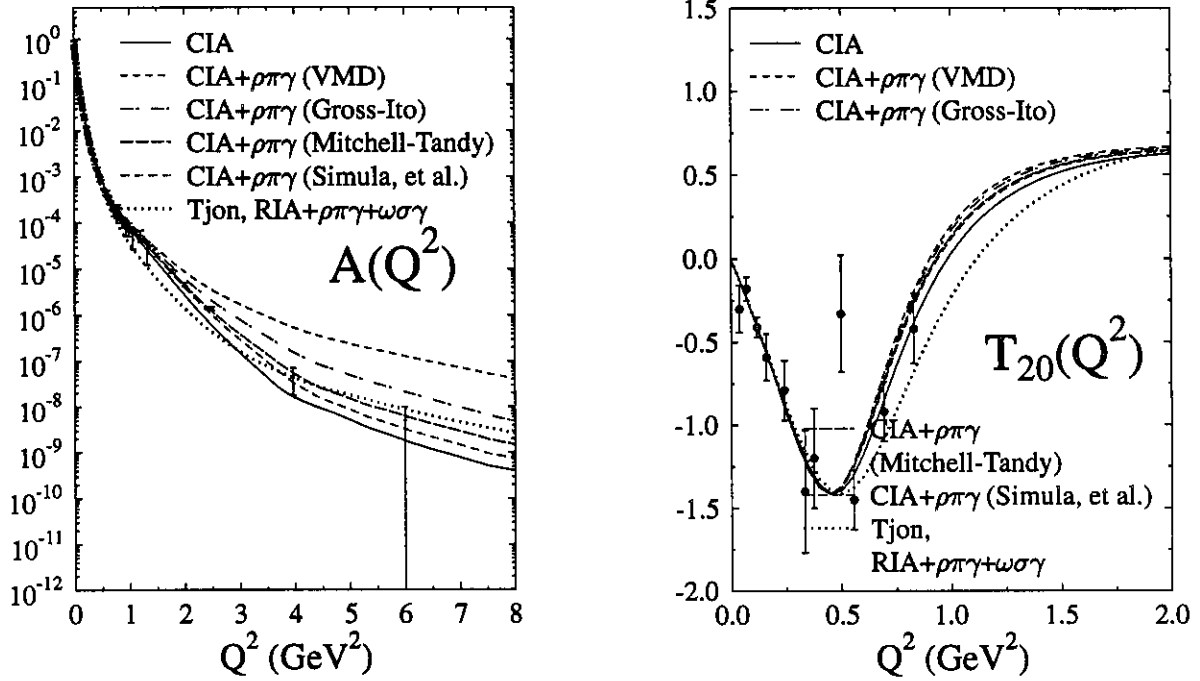 10^0
10^-1
10^-2
10^-3
10^-4
10^-5
10^-6
10^-7
10^-8
10^-9
10^-10
10^-11
10^-12
CIA
CIA+ρπγ (VMD)
CIA+ρπγ (Gross-Ito)
CIA+ρπγ (Mitchell-Tandy)
CIA+ρπγ (Simula, et al.)
Tjon, RIA+ρπγ+ωσγ
A(Q^2)
0 1 2 3 4 5 6 7 8
Q^2 (GeV^2)
1.5
1.0
0.5
0.0
-0.5
-1.0
-1.5
-2.0
CIA
CIA+ρπγ (VMD)
CIA+ρπγ (Gross-Ito)
T_20(Q^2)
CIA+ρπγ
(Mitchell-Tandy)
CIA+ρπγ (Simula, et al.)
Tjon,
RIA+ρπγ+ωσγ
0.0 0.5 1.0 1.5 2.0
Q^2 (GeV^2)